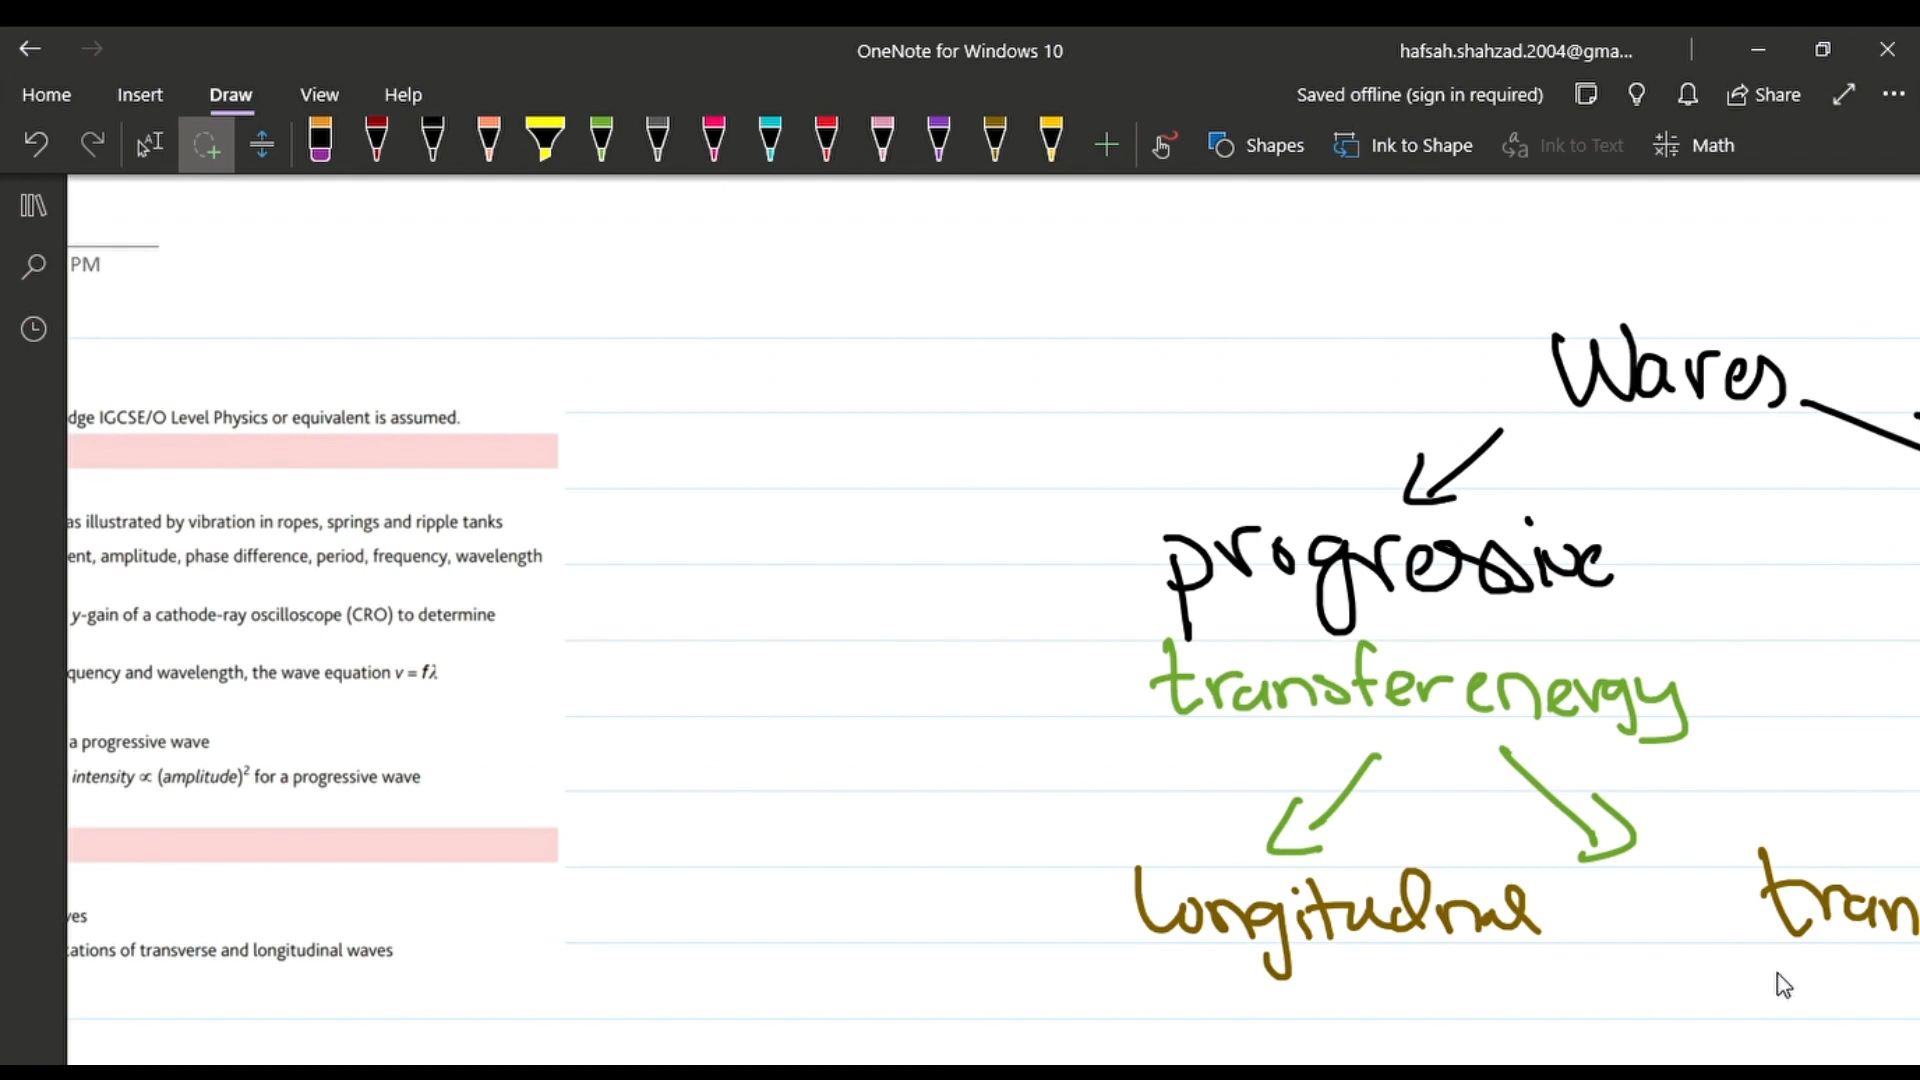 OneNote for Windows 10
hafsah.shahzad.2004@gma...
Home Insert Draw View Help
Saved offline (sign in required) Share
Shapes Ink to Shape Ink to Text Math
PM
dge IGCSE/O Level Physics or equivalent is assumed.
as illustrated by vibration in ropes, springs and ripple tanks
ent, amplitude, phase difference, period, frequency, wavelength
y-gain of a cathode-ray oscilloscope (CRO) to determine
quency and wavelength, the wave equation v = fλ
a progressive wave
intensity ∝ (amplitude)² for a progressive wave
ves
tations of transverse and longitudinal waves
Waves
progressive
transfer energy
longitudinal
tran